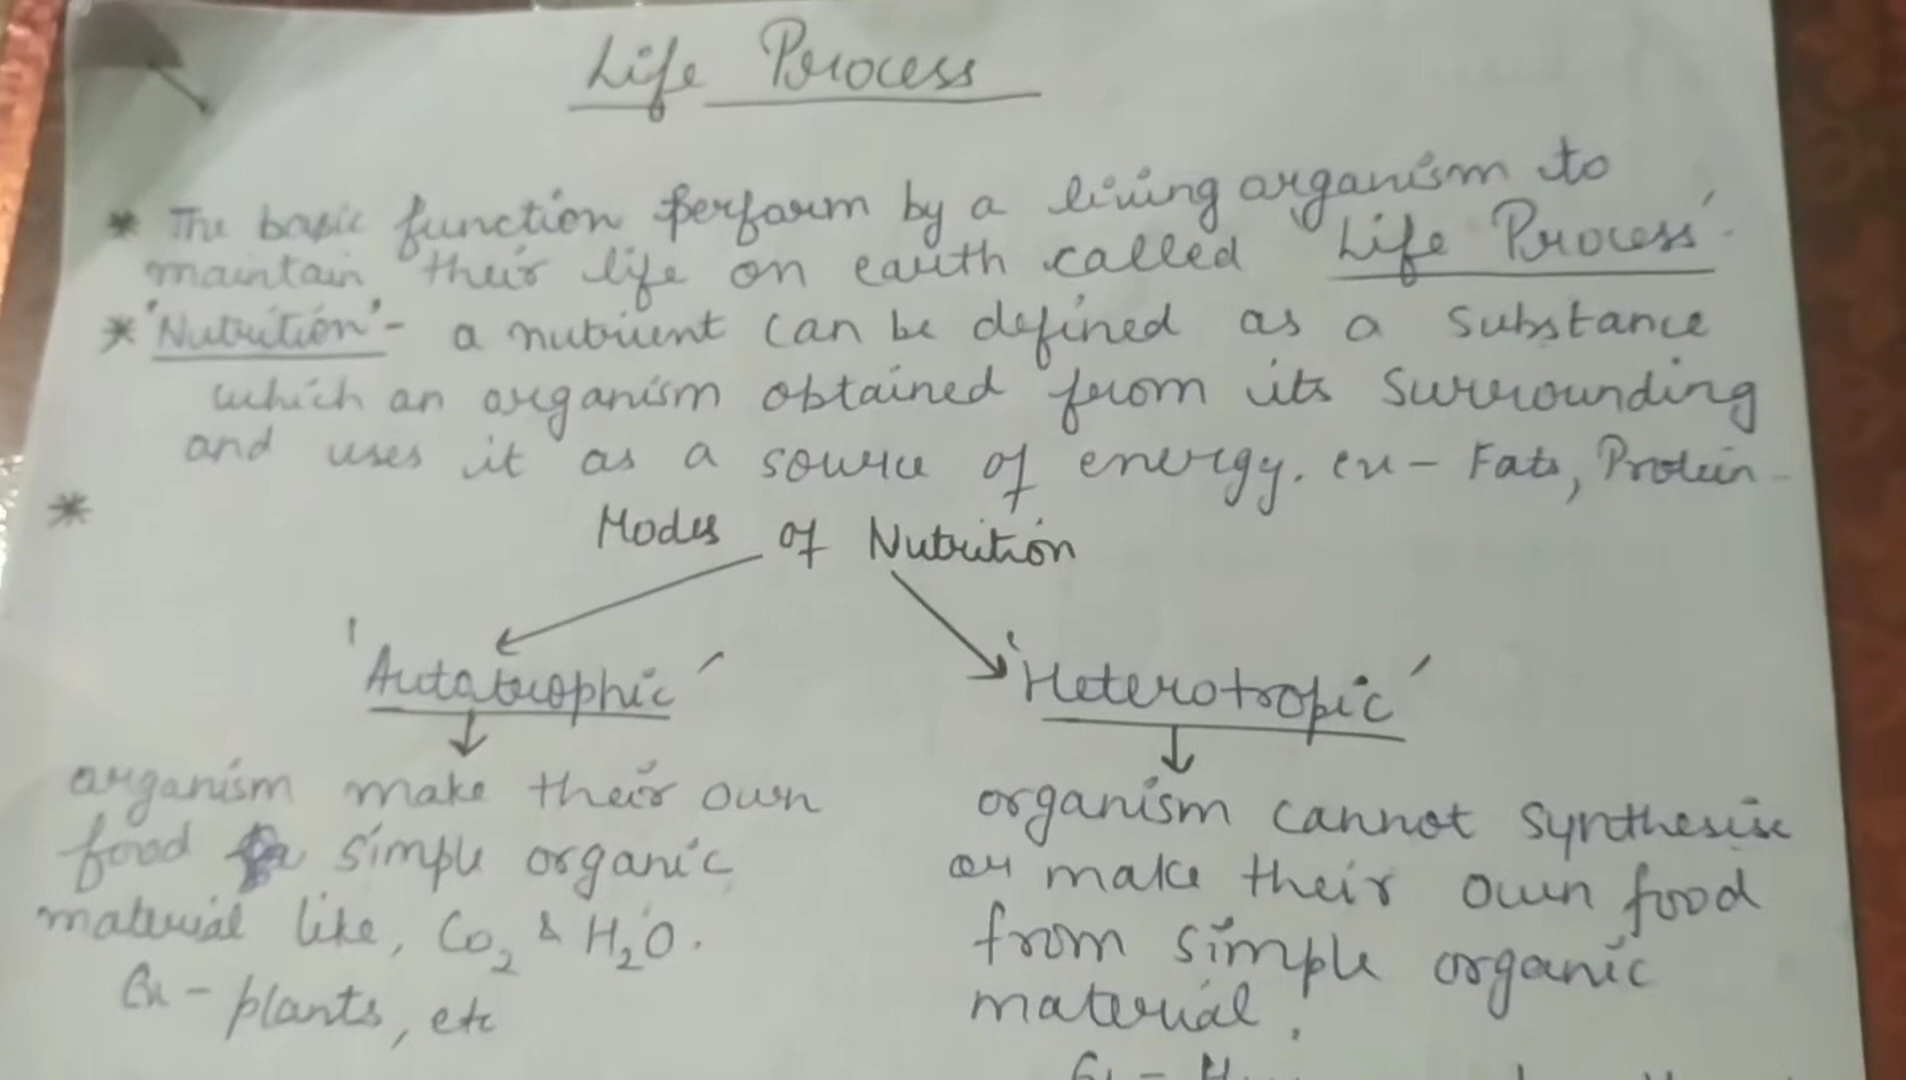 Life Process
* The basic function perform by a living organism to
maintain their life on earth called 'Life Process'.
* 'Nutrition' - a nutrient can be defined as a substance
which an organism obtained from its surrounding
and uses it as a source of energy. ex - Fats, Protein -
*
Modes of Nutrition
'Autotrophic'
'Heterotropic'
organism make their own
food simple organic
material like, Co2 & H2O.
Ex - plants, etc
organism cannot synthesise
or make their own food
from simple organic
material.
Ex -